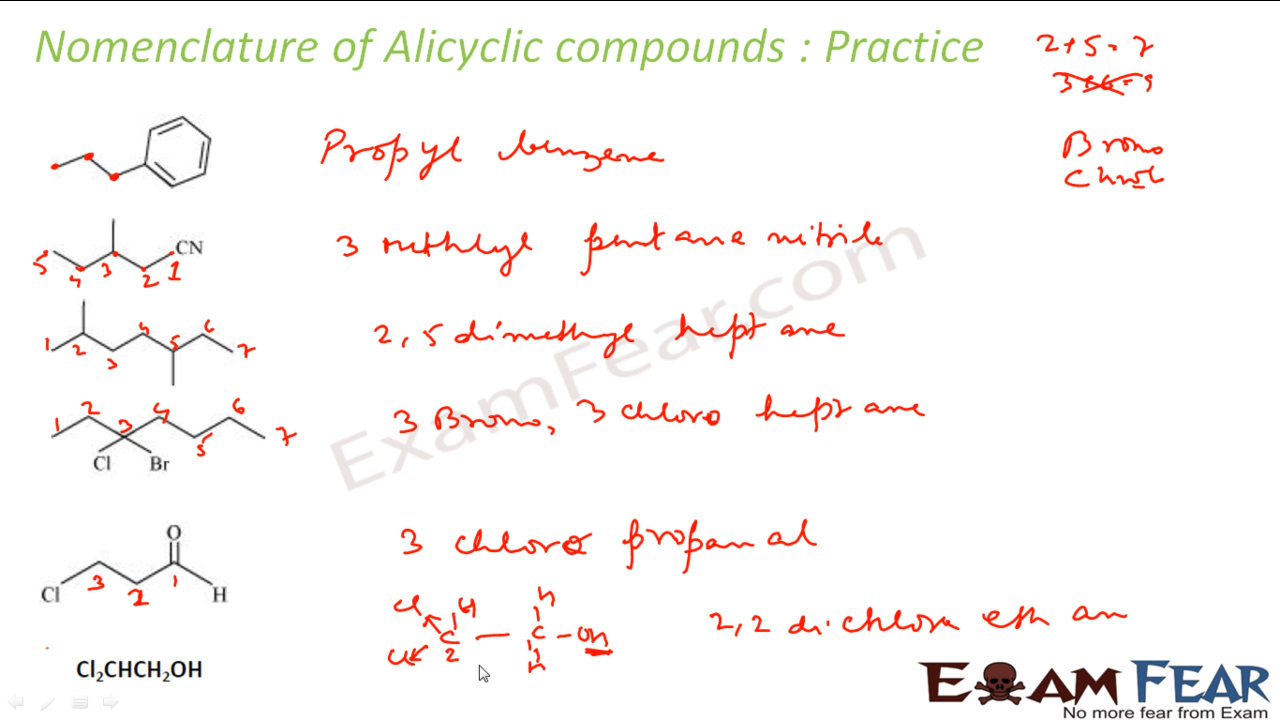 Nomenclature of Alicyclic compounds : Practice
2+5=7
3+6=9
Bromo
Propyl benzene
CN
5 4 3 2 1
3 methyl pentane nitrile
1 2 3 4 5 6 7
2,5 dimethyl heptane
1 2 3 4 5 6 7
Cl Br
3 Bromo, 3 chloro heptane
O
Cl 3 2 1 H
3 chloro propanal
Cl H H
C — C – OH
Cl 2 H
2,2 dichloro ethan
Cl₂CHCH₂OH
ExamFear.com
EXAM FEAR
No more fear from Exam